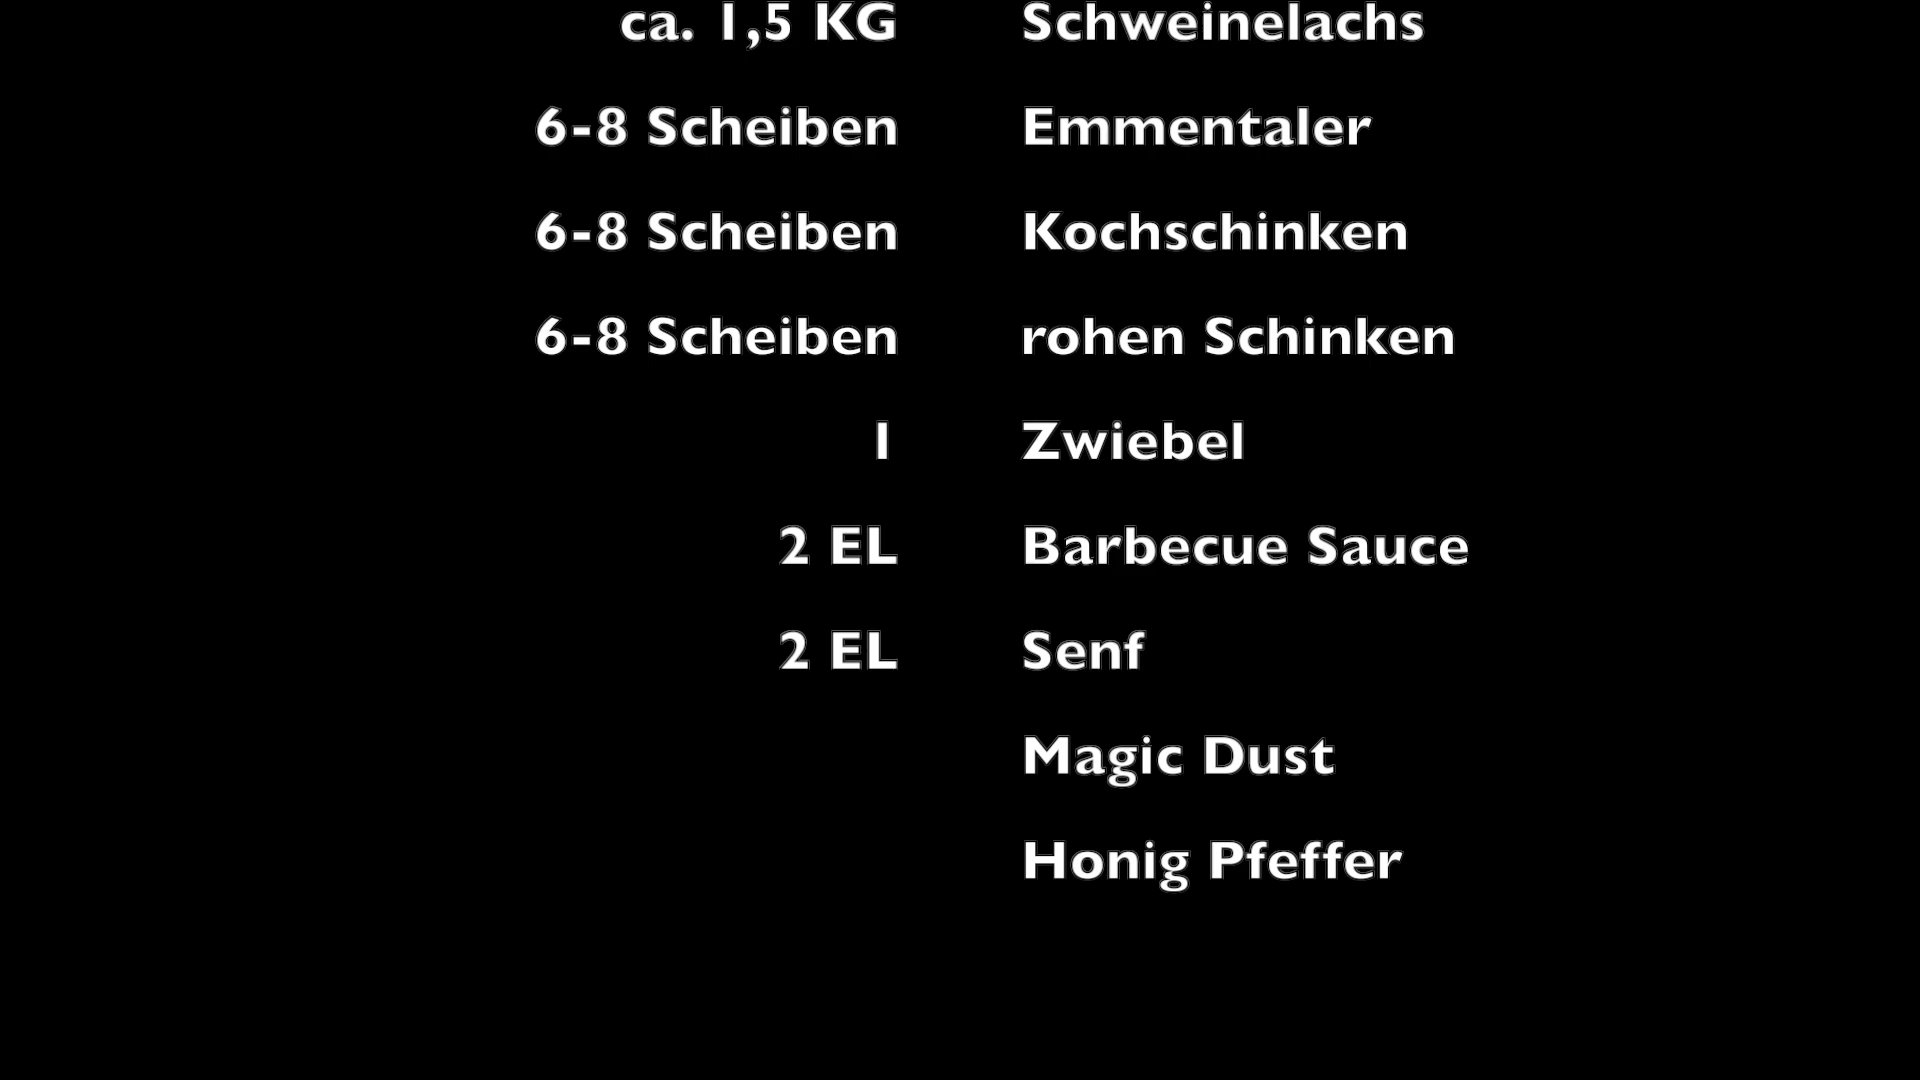 ca. 1,5 KG Schweinelachs
6-8 Scheiben Emmentaler
6-8 Scheiben Kochschinken
6-8 Scheiben rohen Schinken
1 Zwiebel
2 EL Barbecue Sauce
2 EL Senf
Magic Dust
Honig Pfeffer